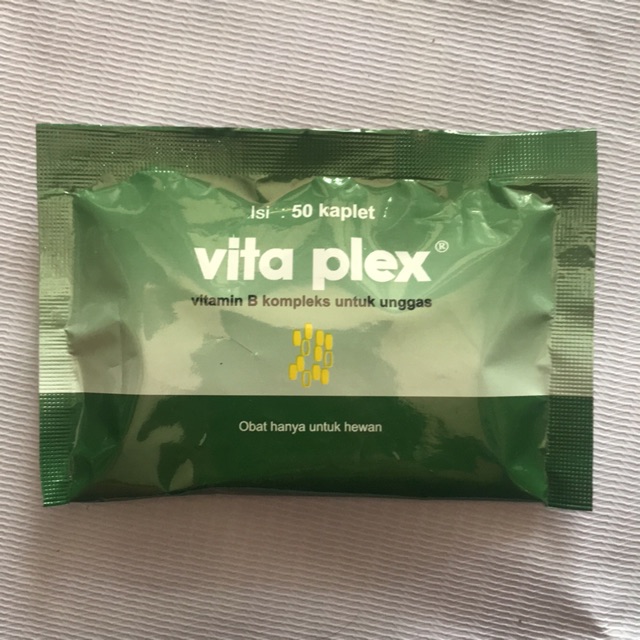 Isi : 50 kaplet
vita plex®
vitamin B kompleks untuk unggas
Obat hanya untuk hewan